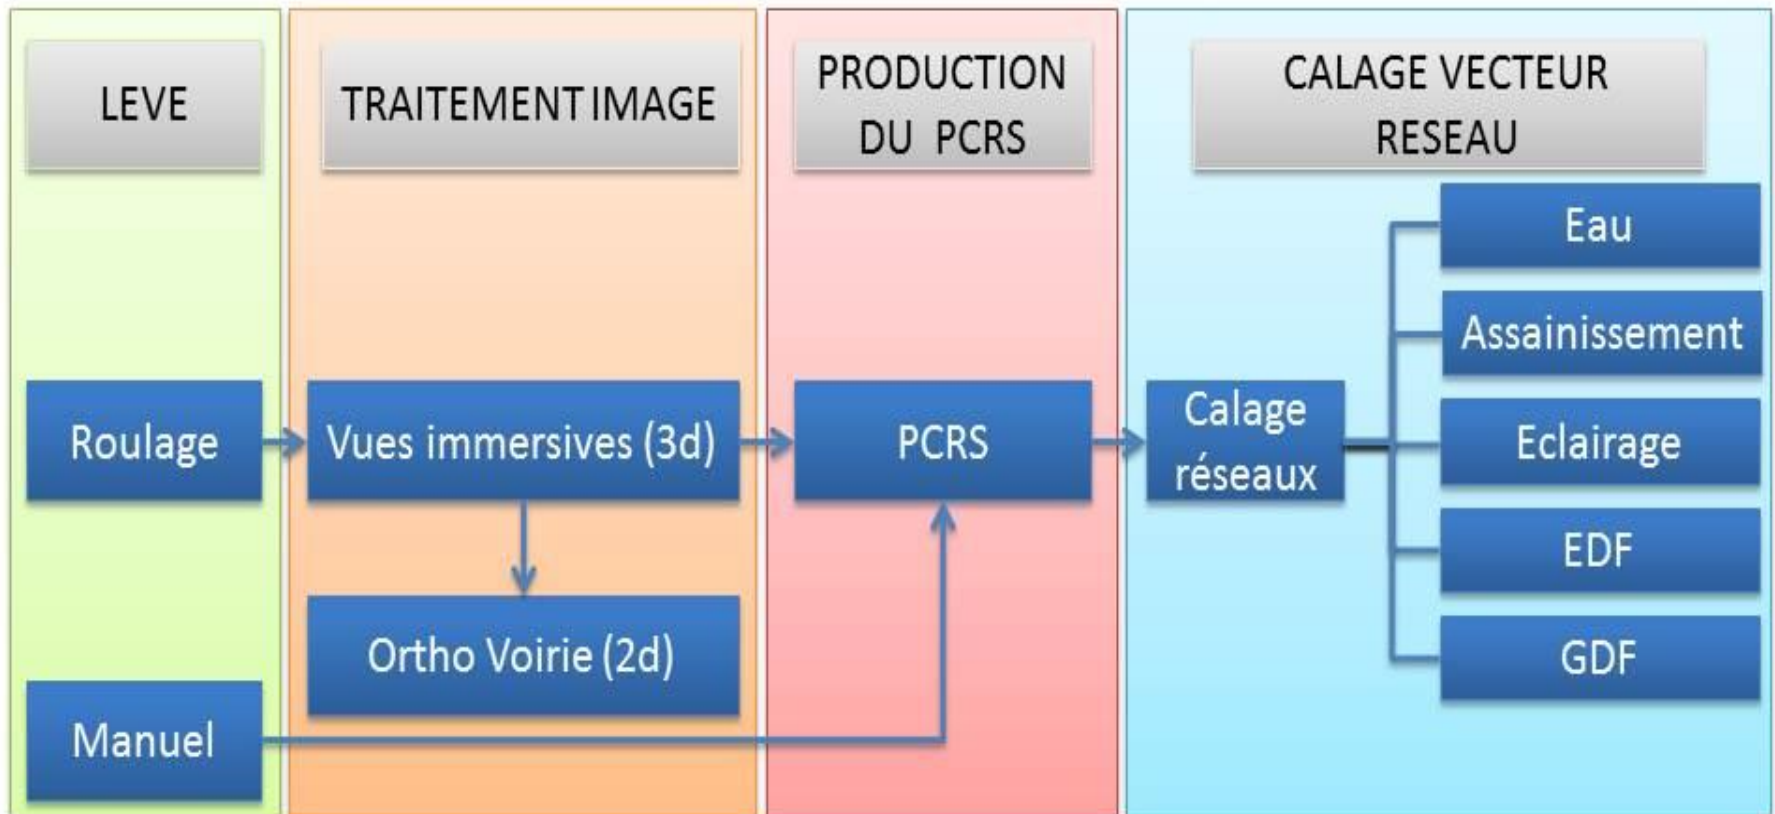 LEVE
TRAITEMENT IMAGE
PRODUCTION
DU PCRS
CALAGE VECTEUR
RESEAU
Roulage
Manuel
Vues immersives (3d)
Ortho Voirie (2d)
PCRS
Calage
réseaux
Eau
Assainissement
Eclairage
EDF
GDF